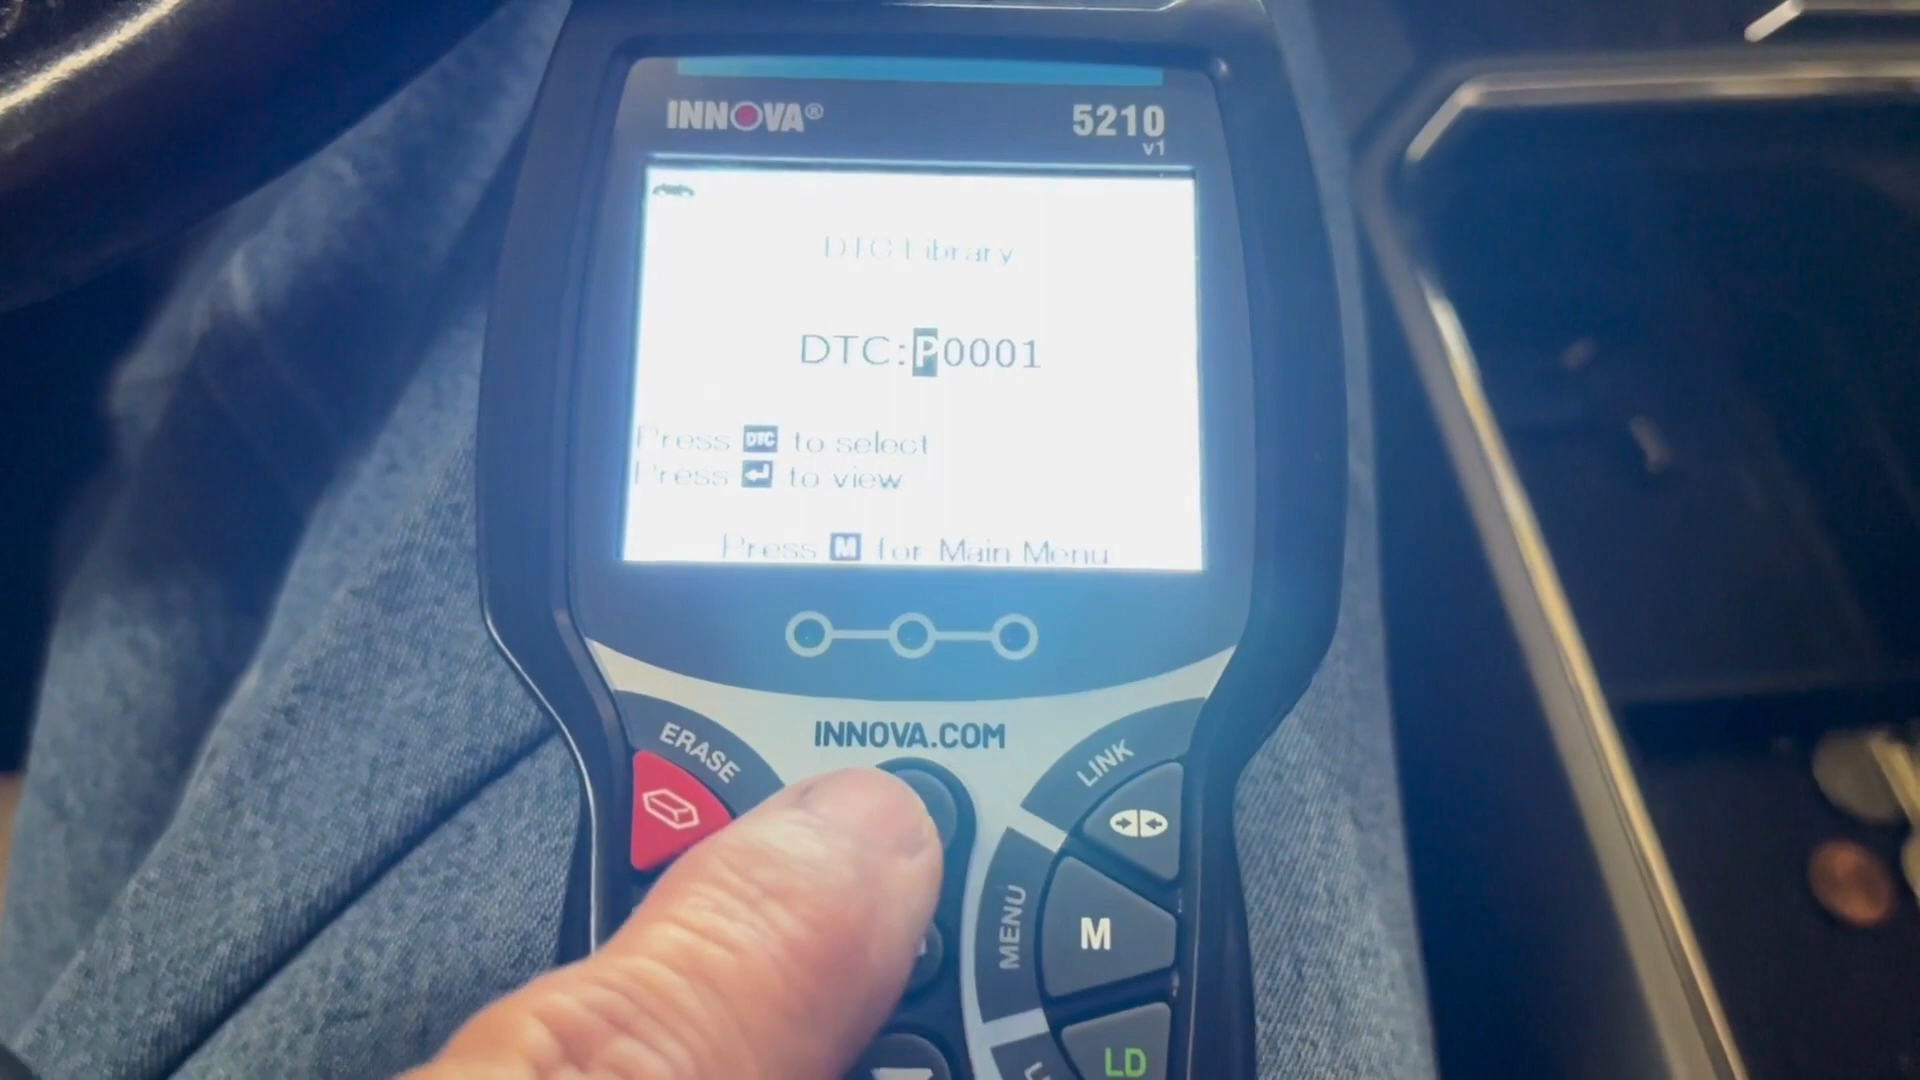 INNOVA®
5210
v1
DTC Library
DTC:P0001
Press DTC to select
Press ↵ to view
Press M for Main Menu
INNOVA.COM
ERASE
LINK
MENU
M
LD